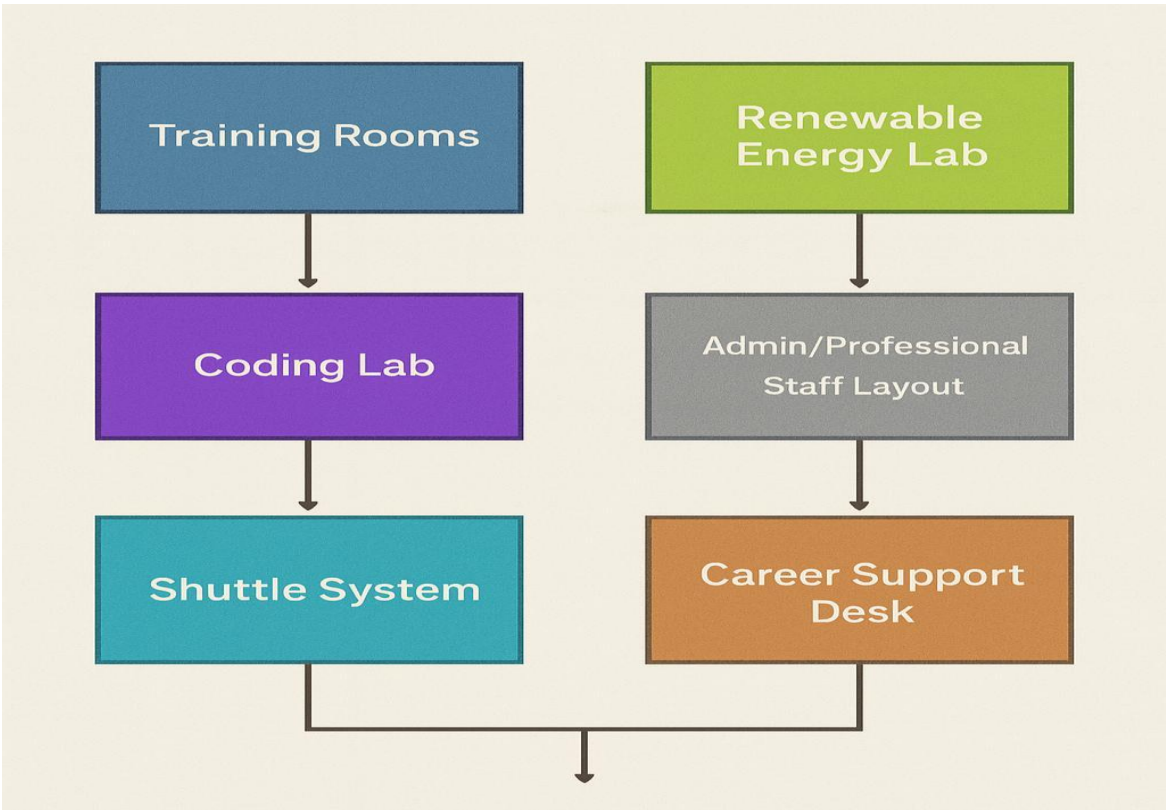 Training Rooms
Renewable
Energy Lab
Coding Lab
Admin/Professional
Staff Layout
Shuttle System
Career Support
Desk